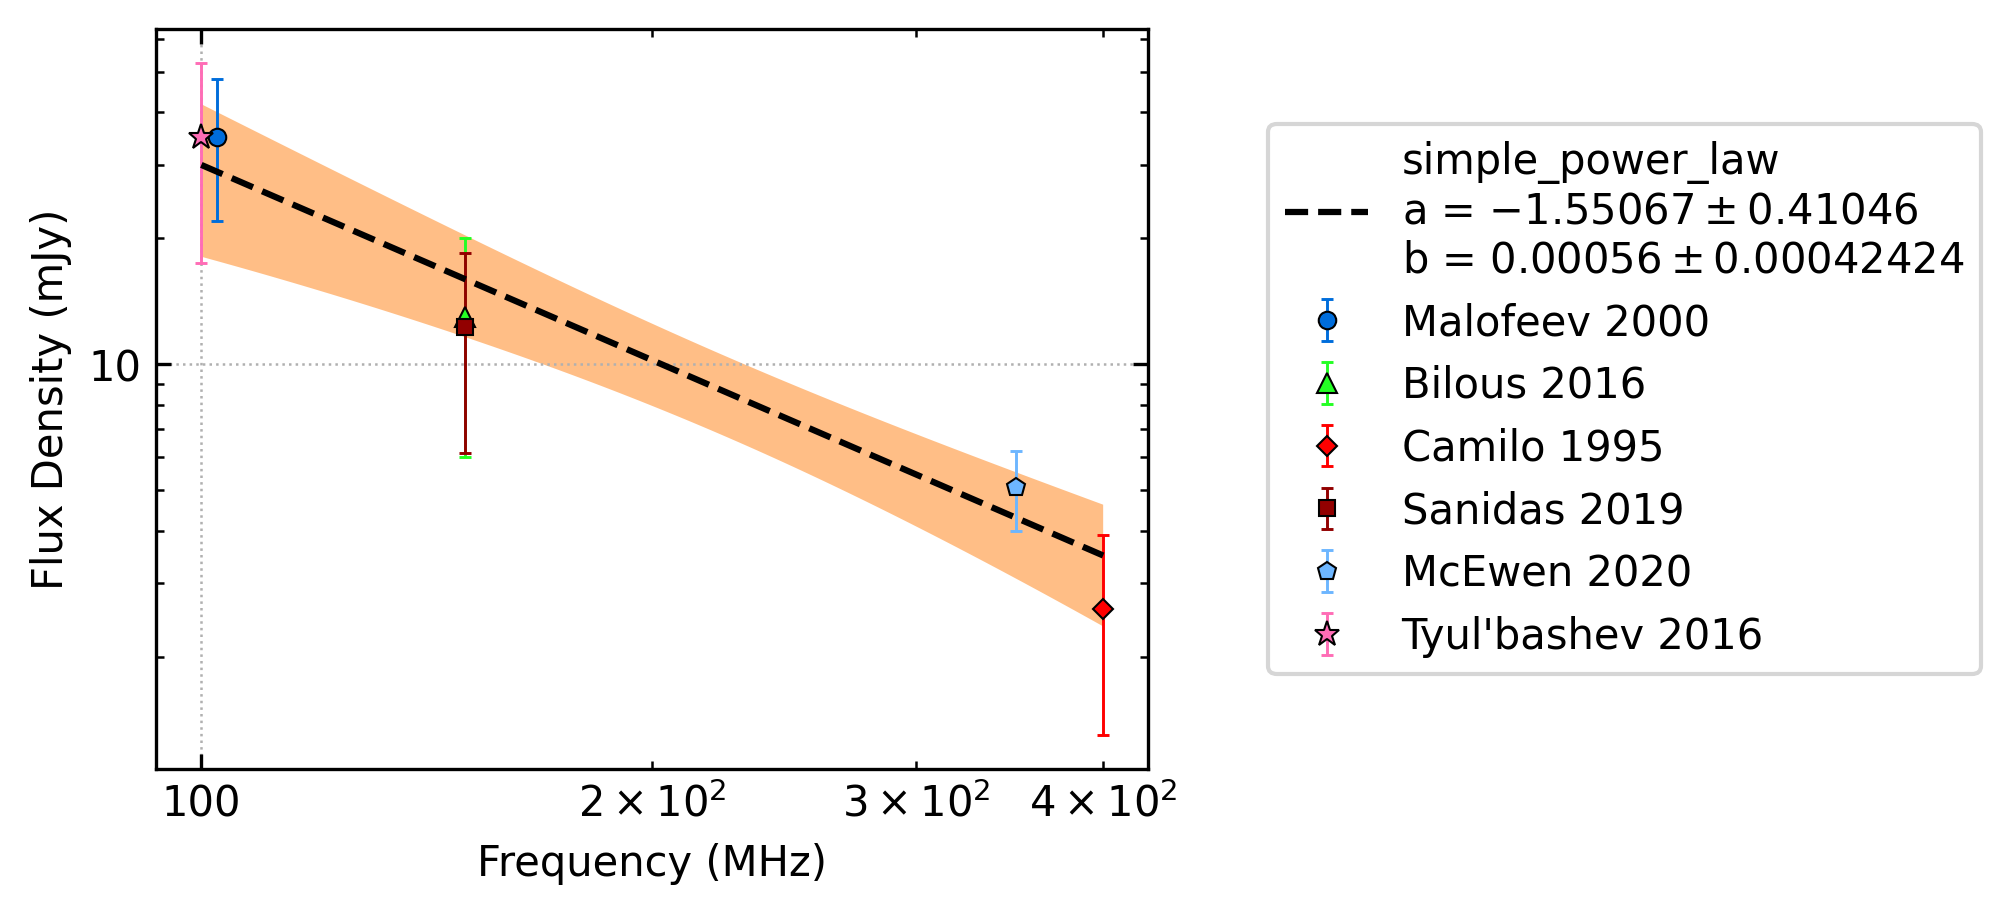 Flux Density (mJy)
10
100
2 × 10²
3 × 10²
4 × 10²
Frequency (MHz)
simple_power_law
a = −1.55067 ± 0.41046
b = 0.00056 ± 0.00042424
Malofeev 2000
Bilous 2016
Camilo 1995
Sanidas 2019
McEwen 2020
Tyul'bashev 2016